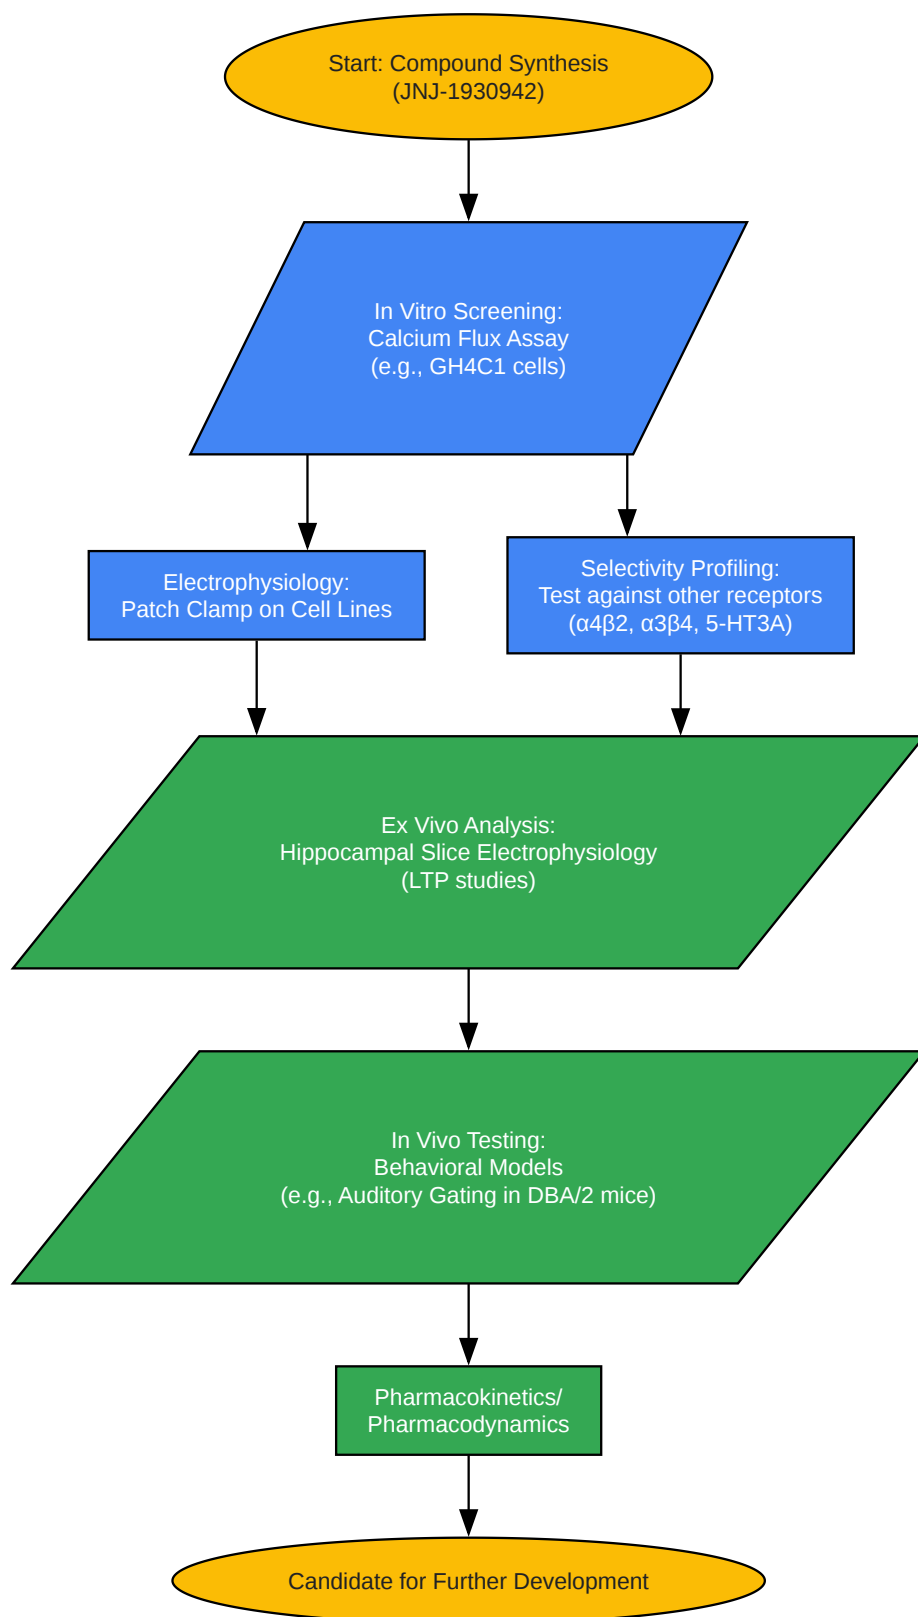 Start: Compound Synthesis
(JNJ-1930942)
In Vitro Screening:
Calcium Flux Assay
(e.g., GH4C1 cells)
Electrophysiology:
Patch Clamp on Cell Lines
Selectivity Profiling:
Test against other receptors
(α4β2, α3β4, 5-HT3A)
Ex Vivo Analysis:
Hippocampal Slice Electrophysiology
(LTP studies)
In Vivo Testing:
Behavioral Models
(e.g., Auditory Gating in DBA/2 mice)
Pharmacokinetics/
Pharmacodynamics
Candidate for Further Development